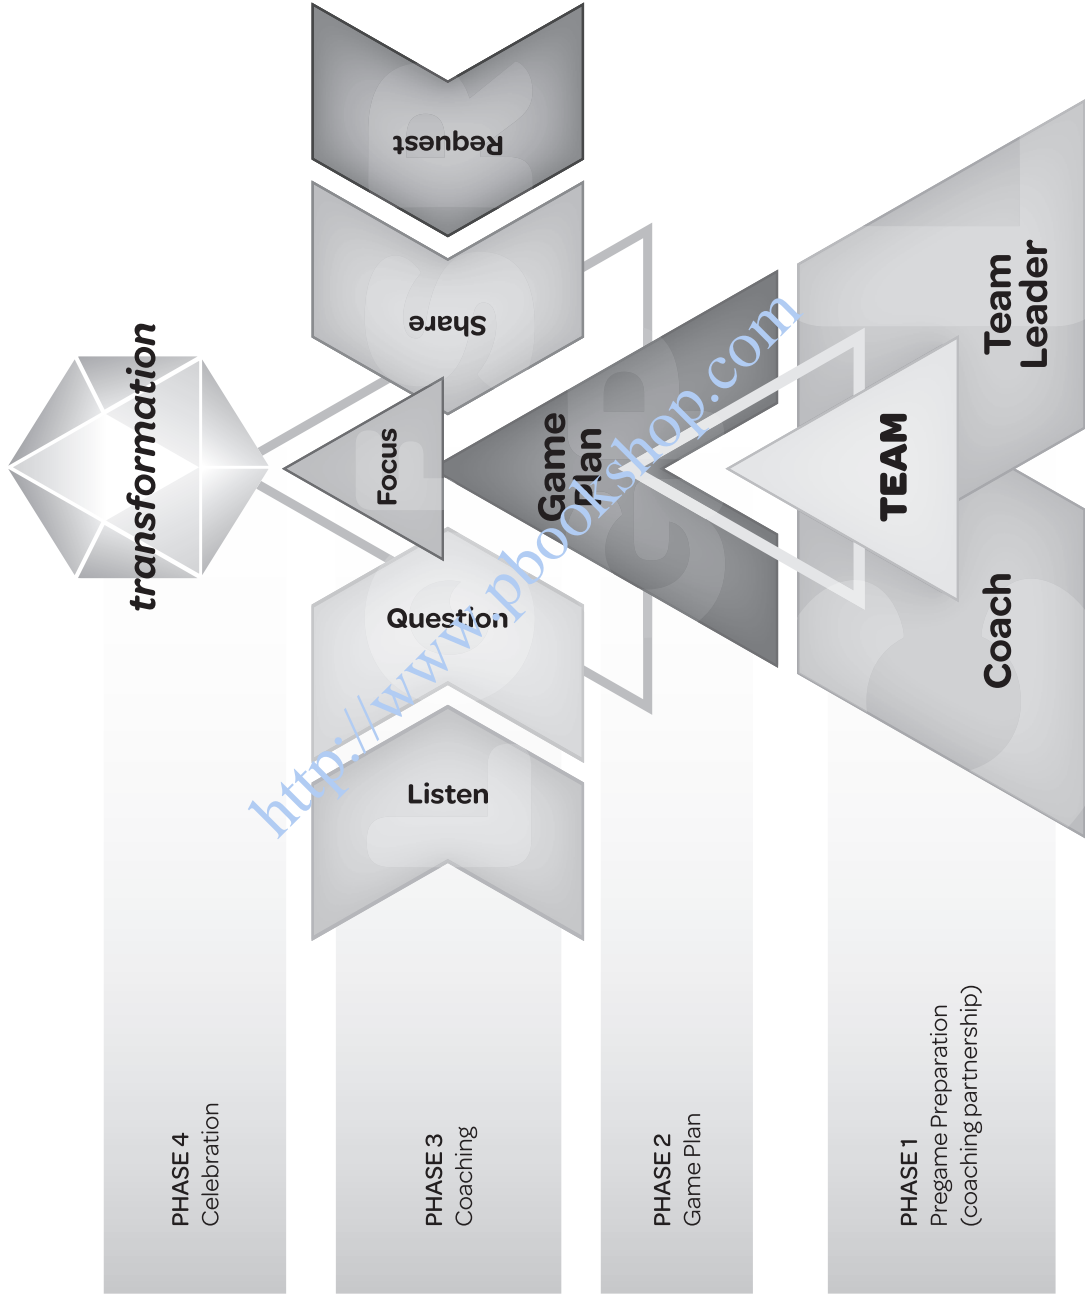 transformation
Focus
Listen
Question
Share
Request
Game
Plan
TEAM
Coach
Team
Leader
PHASE 4
Celebration
PHASE 3
Coaching
PHASE 2
Game Plan
PHASE 1
Pregame Preparation
(coaching partnership)
http://www.pbookshop.com